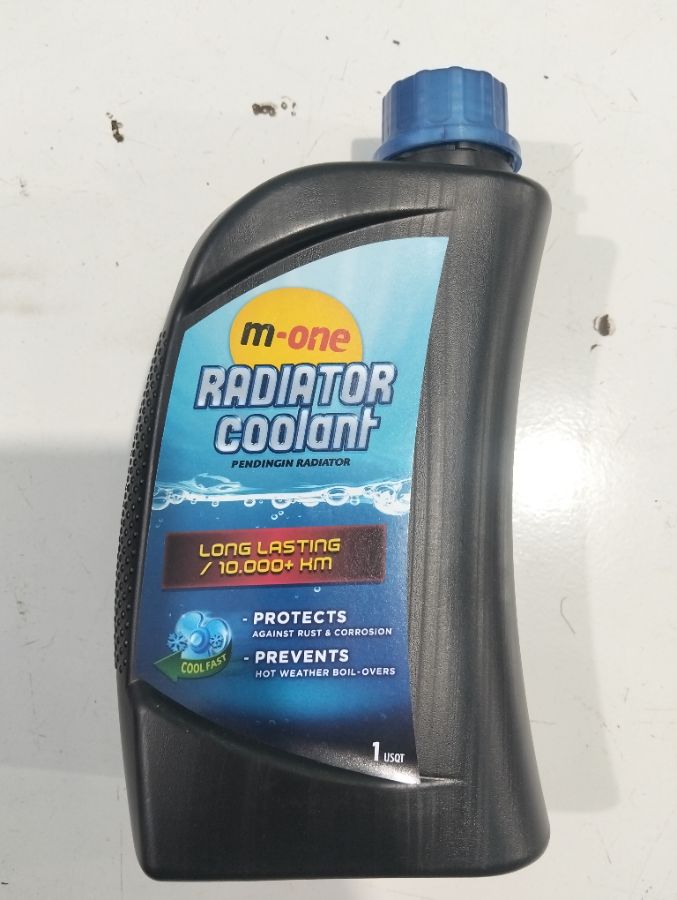 m-one
RADIATOR
coolant
PENDINGIN RADIATOR
LONG LASTING
/ 10.000+ KM
- PROTECTS
AGAINST RUST & CORROSION
COOL FAST
- PREVENTS
HOT WEATHER BOIL-OVERS
1 USQT